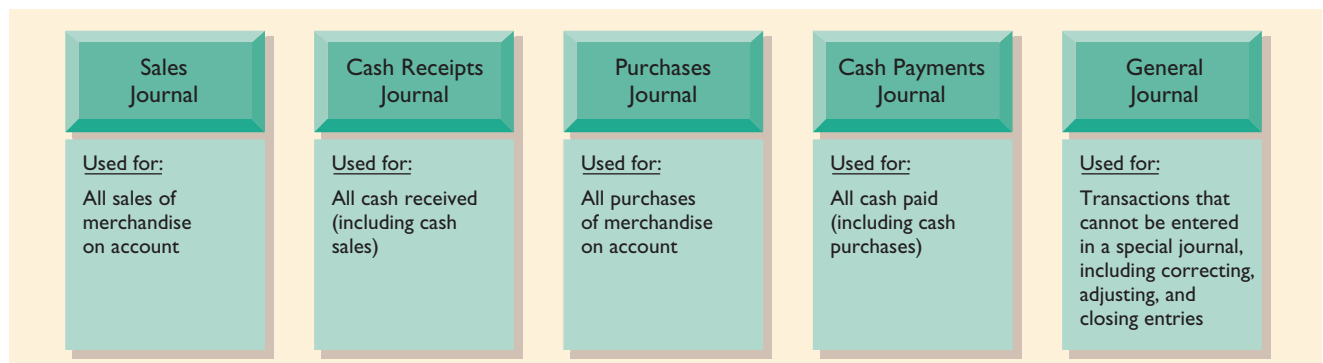 Sales
Journal
Used for:
All sales of
merchandise
on account
Cash Receipts
Journal
Used for:
All cash received
(including cash
sales)
Purchases
Journal
Used for:
All purchases
of merchandise
on account
Cash Payments
Journal
Used for:
All cash paid
(including cash
purchases)
General
Journal
Used for:
Transactions that
cannot be entered
in a special journal,
including correcting,
adjusting, and
closing entries